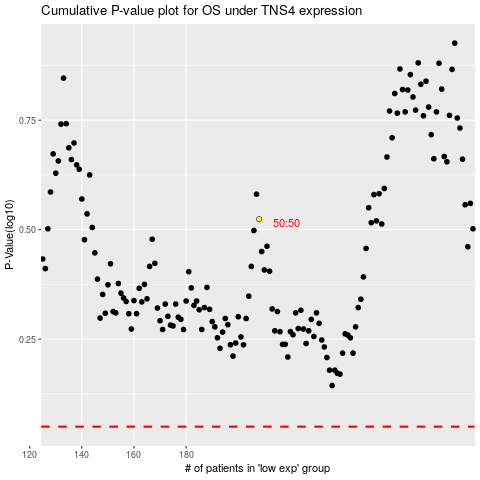 Cumulative P-value plot for OS under TNS4 expression
P-Value(log10)
0.75
0.50
0.25
50:50
120 140 160 180
# of patients in 'low exp' group